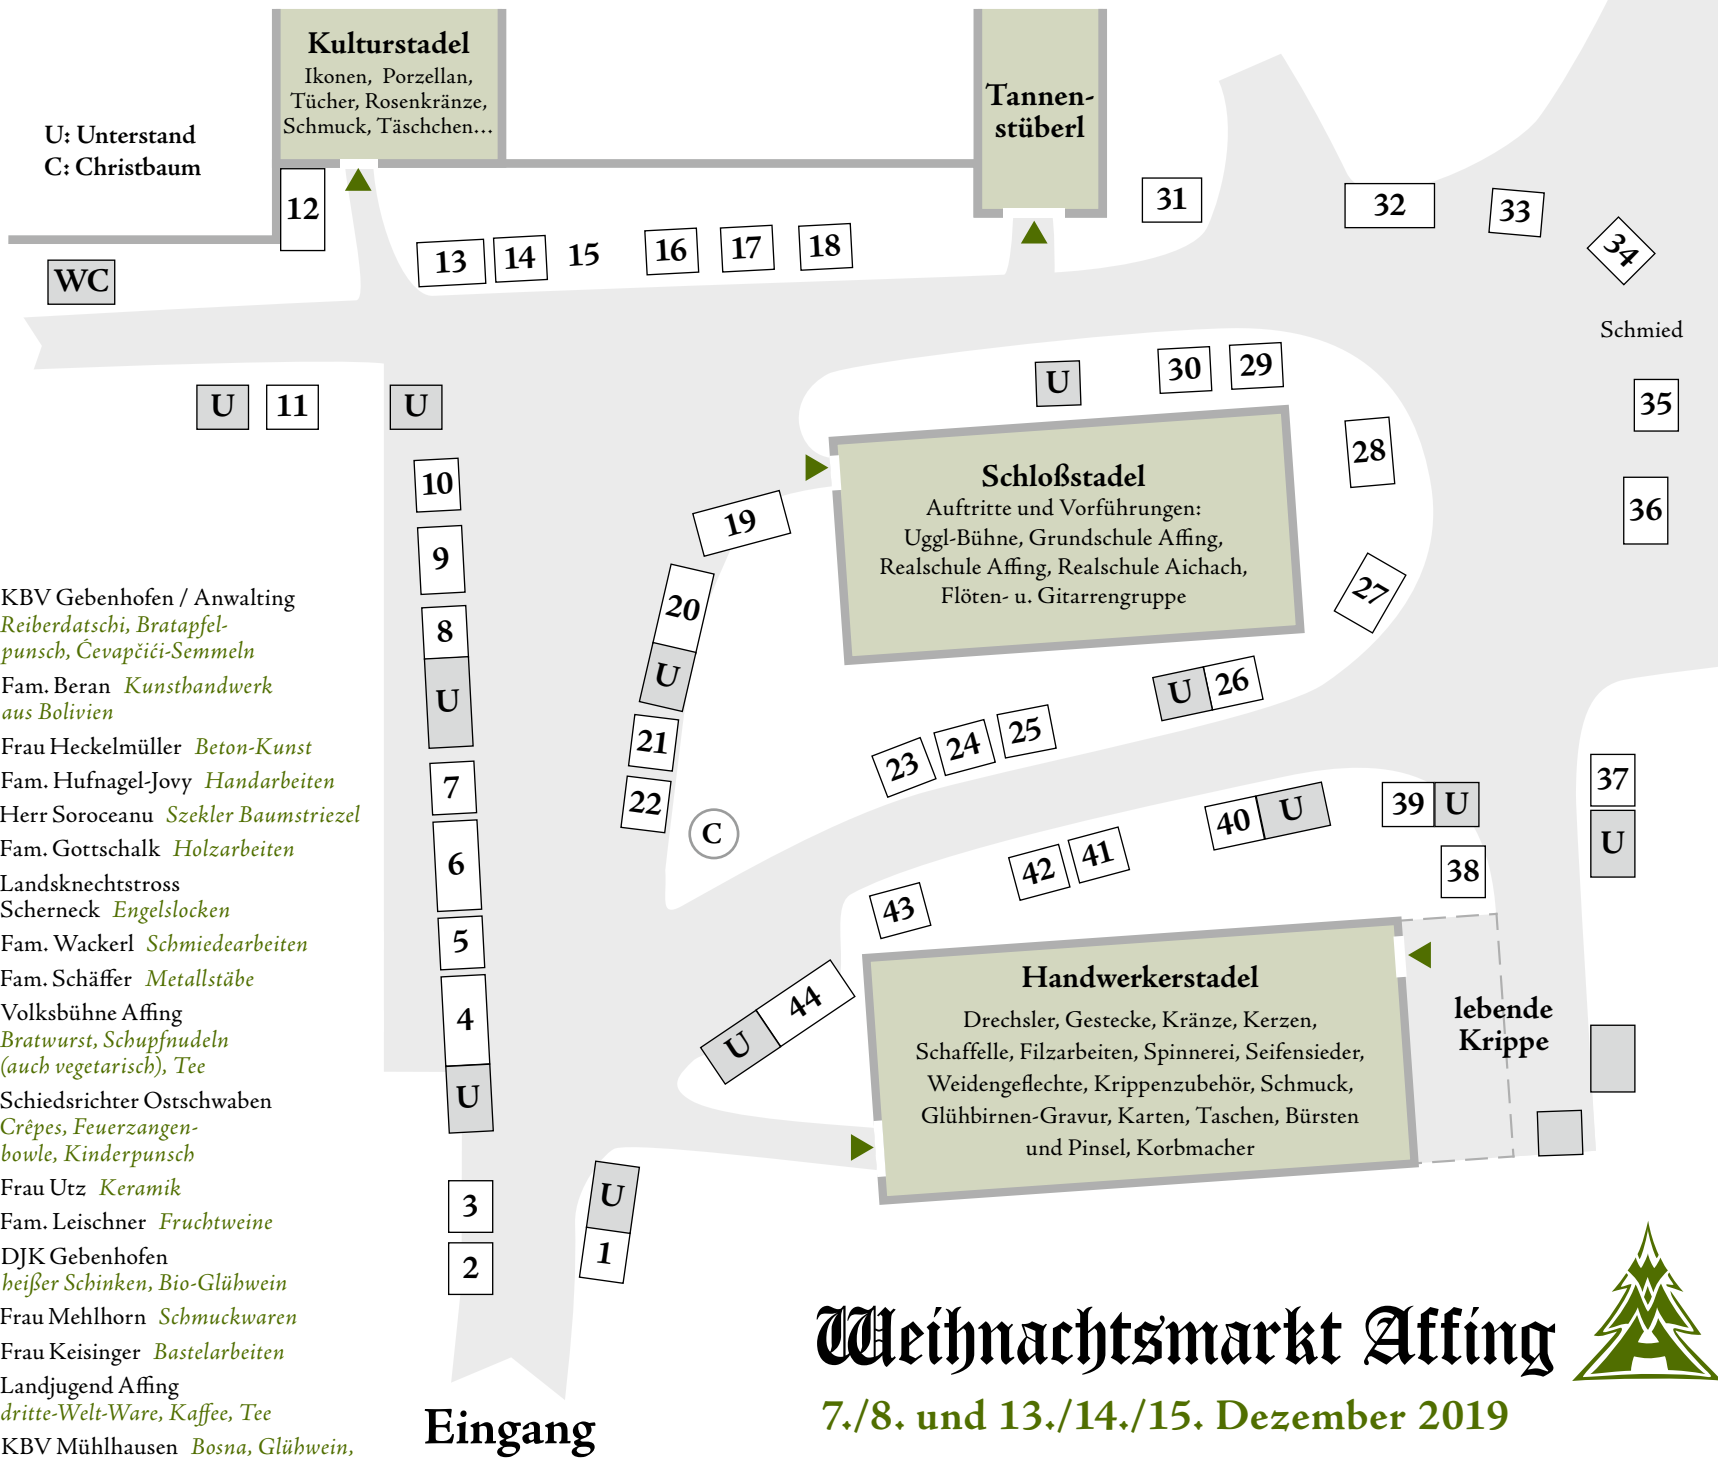 Kulturstadel
Ikonen, Porzellan,
Tücher, Rosenkränze,
Schmuck, Täschchen...
Tannen-
stüberl
U: Unterstand
C: Christbaum
12
13
14
15
16
17
18
31
32
33
34
WC
Schmied
U
11
U
U
30
29
35
28
36
10
9
8
U
7
6
5
4
U
3
2
U
1
19
20
U
21
22
C
Schloßstadel
Auftritte und Vorführungen:
Uggl-Bühne, Grundschule Affing,
Realschule Affing, Realschule Aichach,
Flöten- u. Gitarrengruppe
27
U
26
23
24
25
37
U
40
U
39
U
38
42
41
43
44
U
Handwerkerstadel
Drechsler, Gestecke, Kränze, Kerzen,
Schaffelle, Filzarbeiten, Spinnerei, Seifensieder,
Weidengeflechte, Krippenzubehör, Schmuck,
Glühbirnen-Gravur, Karten, Taschen, Bürsten
und Pinsel, Korbmacher
lebende
Krippe
KBV Gebenhofen / Anwalting
Reiberdatschi, Bratapfel-
punsch, Ćevapčići-Semmeln
Fam. Beran Kunsthandwerk
aus Bolivien
Frau Heckelmüller Beton-Kunst
Fam. Hufnagel-Jovy Handarbeiten
Herr Soroceanu Szekler Baumstriezel
Fam. Gottschalk Holzarbeiten
Landsknechtstross
Scherneck Engelslocken
Fam. Wackerl Schmiedearbeiten
Fam. Schäffer Metallstäbe
Volksbühne Affing
Bratwurst, Schupfnudeln
(auch vegetarisch), Tee
Schiedsrichter Ostschwaben
Crêpes, Feuerzangen-
bowle, Kinderpunsch
Frau Utz Keramik
Fam. Leischner Fruchtweine
DJK Gebenhofen
heißer Schinken, Bio-Glühwein
Frau Mehlhorn Schmuckwaren
Frau Keisinger Bastelarbeiten
Landjugend Affing
dritte-Welt-Ware, Kaffee, Tee
KBV Mühlhausen Bosna, Glühwein,
Eingang
Weihnachtsmarkt Affing
7./8. und 13./14./15. Dezember 2019